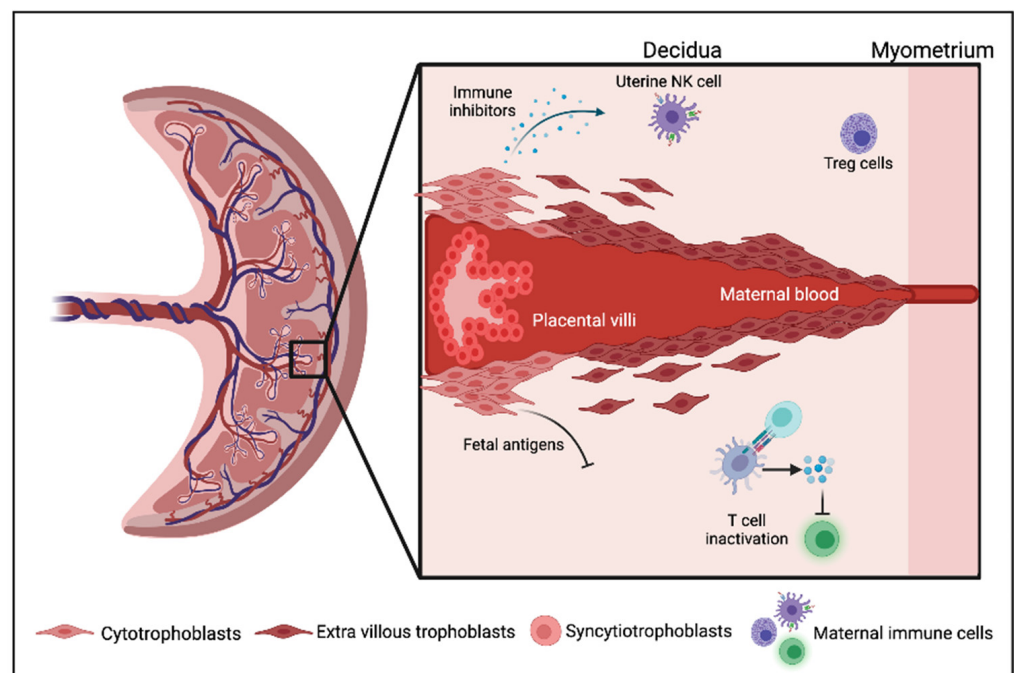 Decidua
Myometrium
Immune
inhibitors
Uterine NK cell
Treg cells
Maternal blood
Placental villi
Fetal antigens
T cell
inactivation
Cytotrophoblasts
Extra villous trophoblasts
Syncytiotrophoblasts
Maternal immune cells